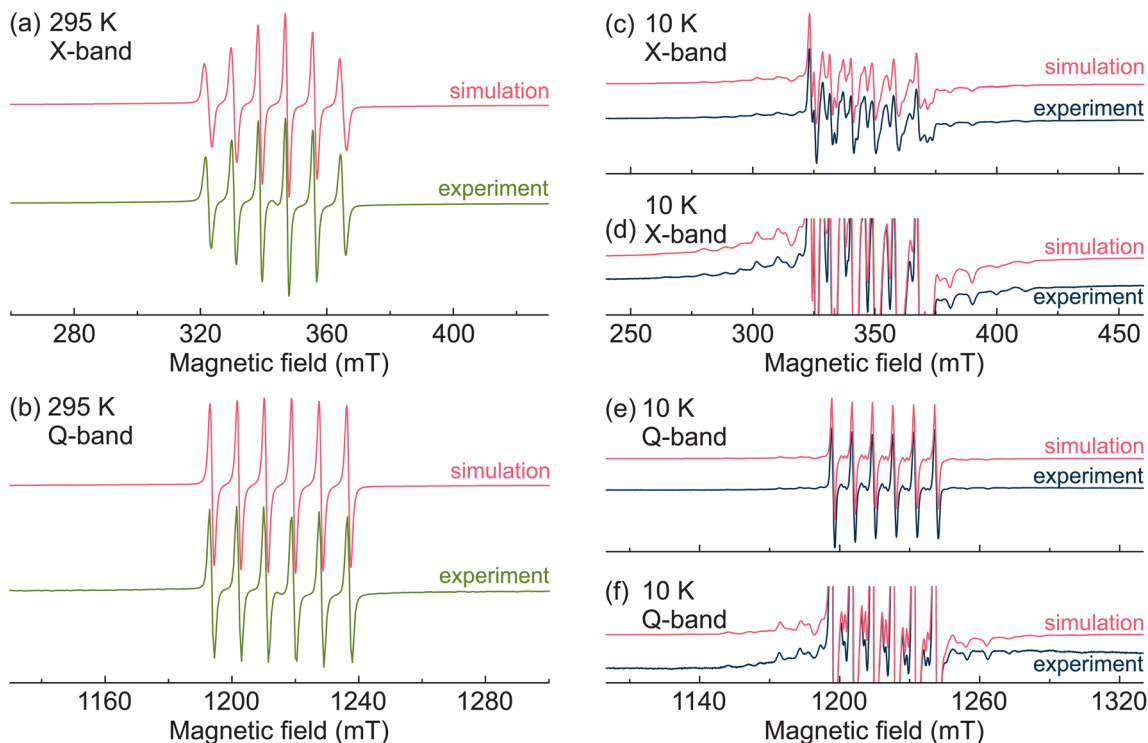 (a) 295 K
X-band
simulation
experiment
280 320 360 400
Magnetic field (mT)
(b) 295 K
Q-band
simulation
experiment
1160 1200 1240 1280
Magnetic field (mT)
(c) 10 K
X-band
simulation
experiment
(d) 10 K
X-band
simulation
experiment
250 300 350 400 450
Magnetic field (mT)
(e) 10 K
Q-band
simulation
experiment
(f) 10 K
Q-band
simulation
experiment
1140 1200 1260 1320
Magnetic field (mT)